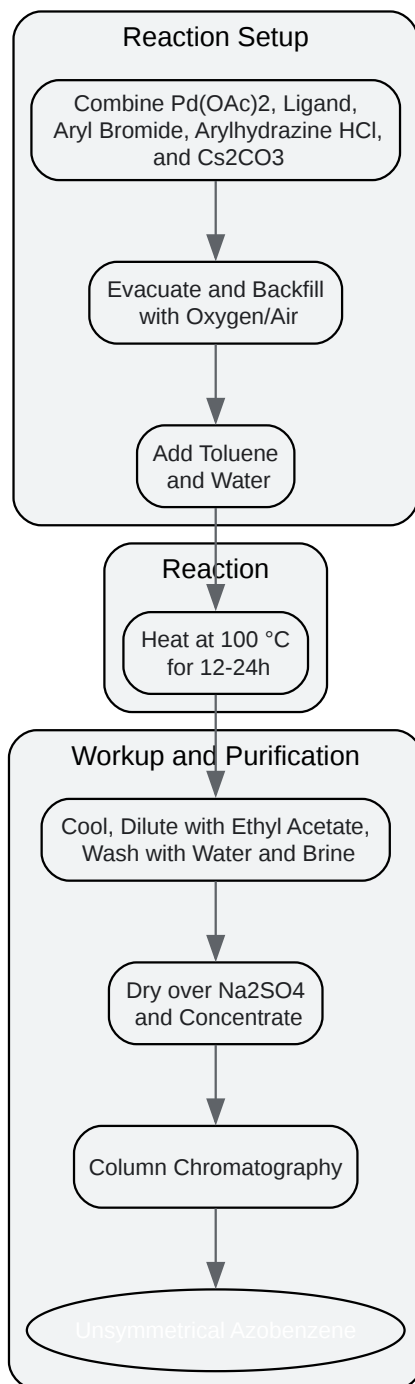 Reaction Setup
Combine Pd(OAc)2, Ligand,
Aryl Bromide, Arylhydrazine HCl,
and Cs2CO3
Evacuate and Backfill
with Oxygen/Air
Add Toluene
and Water
Reaction
Heat at 100 °C
for 12-24h
Workup and Purification
Cool, Dilute with Ethyl Acetate,
Wash with Water and Brine
Dry over Na2SO4
and Concentrate
Column Chromatography
Unsymmetrical Azobenzene